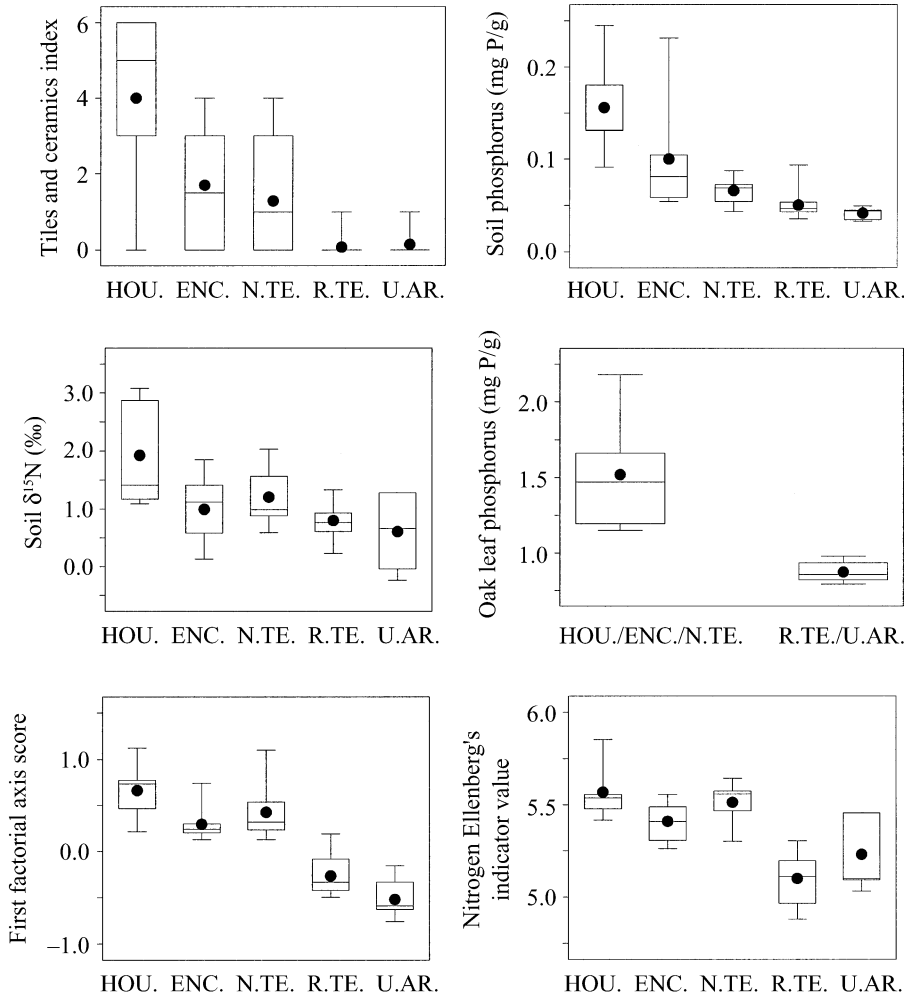 Tiles and ceramics index
6
4
2
0
HOU. ENC. N.TE. R.TE. U.AR.
Soil phosphorus (mg P/g)
0.2
0.1
0.0
HOU. ENC. N.TE. R.TE. U.AR.
Soil δ¹⁵N (‰)
3.0
2.0
1.0
0.0
HOU. ENC. N.TE. R.TE. U.AR.
Oak leaf phosphorus (mg P/g)
2.0
1.5
1.0
HOU./ENC./N.TE. R.TE./U.AR.
First factorial axis score
1.0
0.0
−1.0
HOU. ENC. N.TE. R.TE. U.AR.
Nitrogen Ellenberg's
indicator value
6.0
5.5
5.0
HOU. ENC. N.TE. R.TE. U.AR.